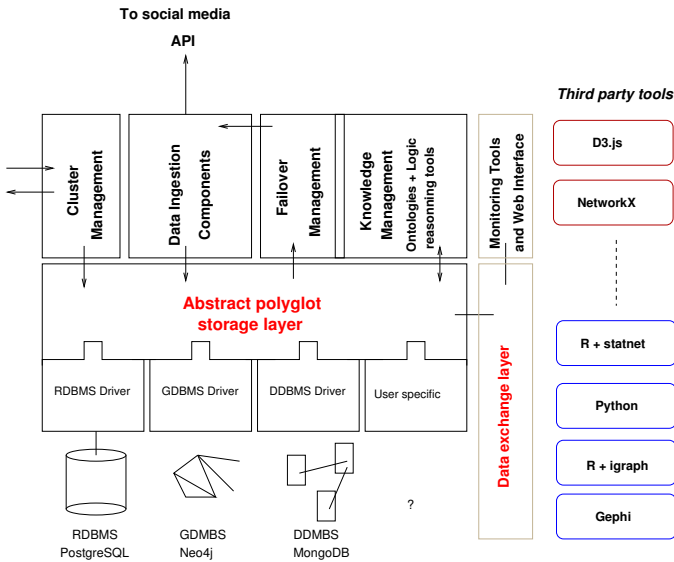 To social media
API
Cluster
Management
Data Ingestion
Components
Failover
Management
Knowledge
Management
Ontologies + Logic
reasonning tools
Monitoring Tools
and Web Interface
Third party tools
D3.js
NetworkX
Abstract polyglot
storage layer
RDBMS Driver
GDBMS Driver
DDBMS Driver
User specific
Data exchange layer
R + statnet
Python
R + igraph
Gephi
RDBMS
PostgreSQL
GDMBS
Neo4j
DDMBS
MongoDB
?